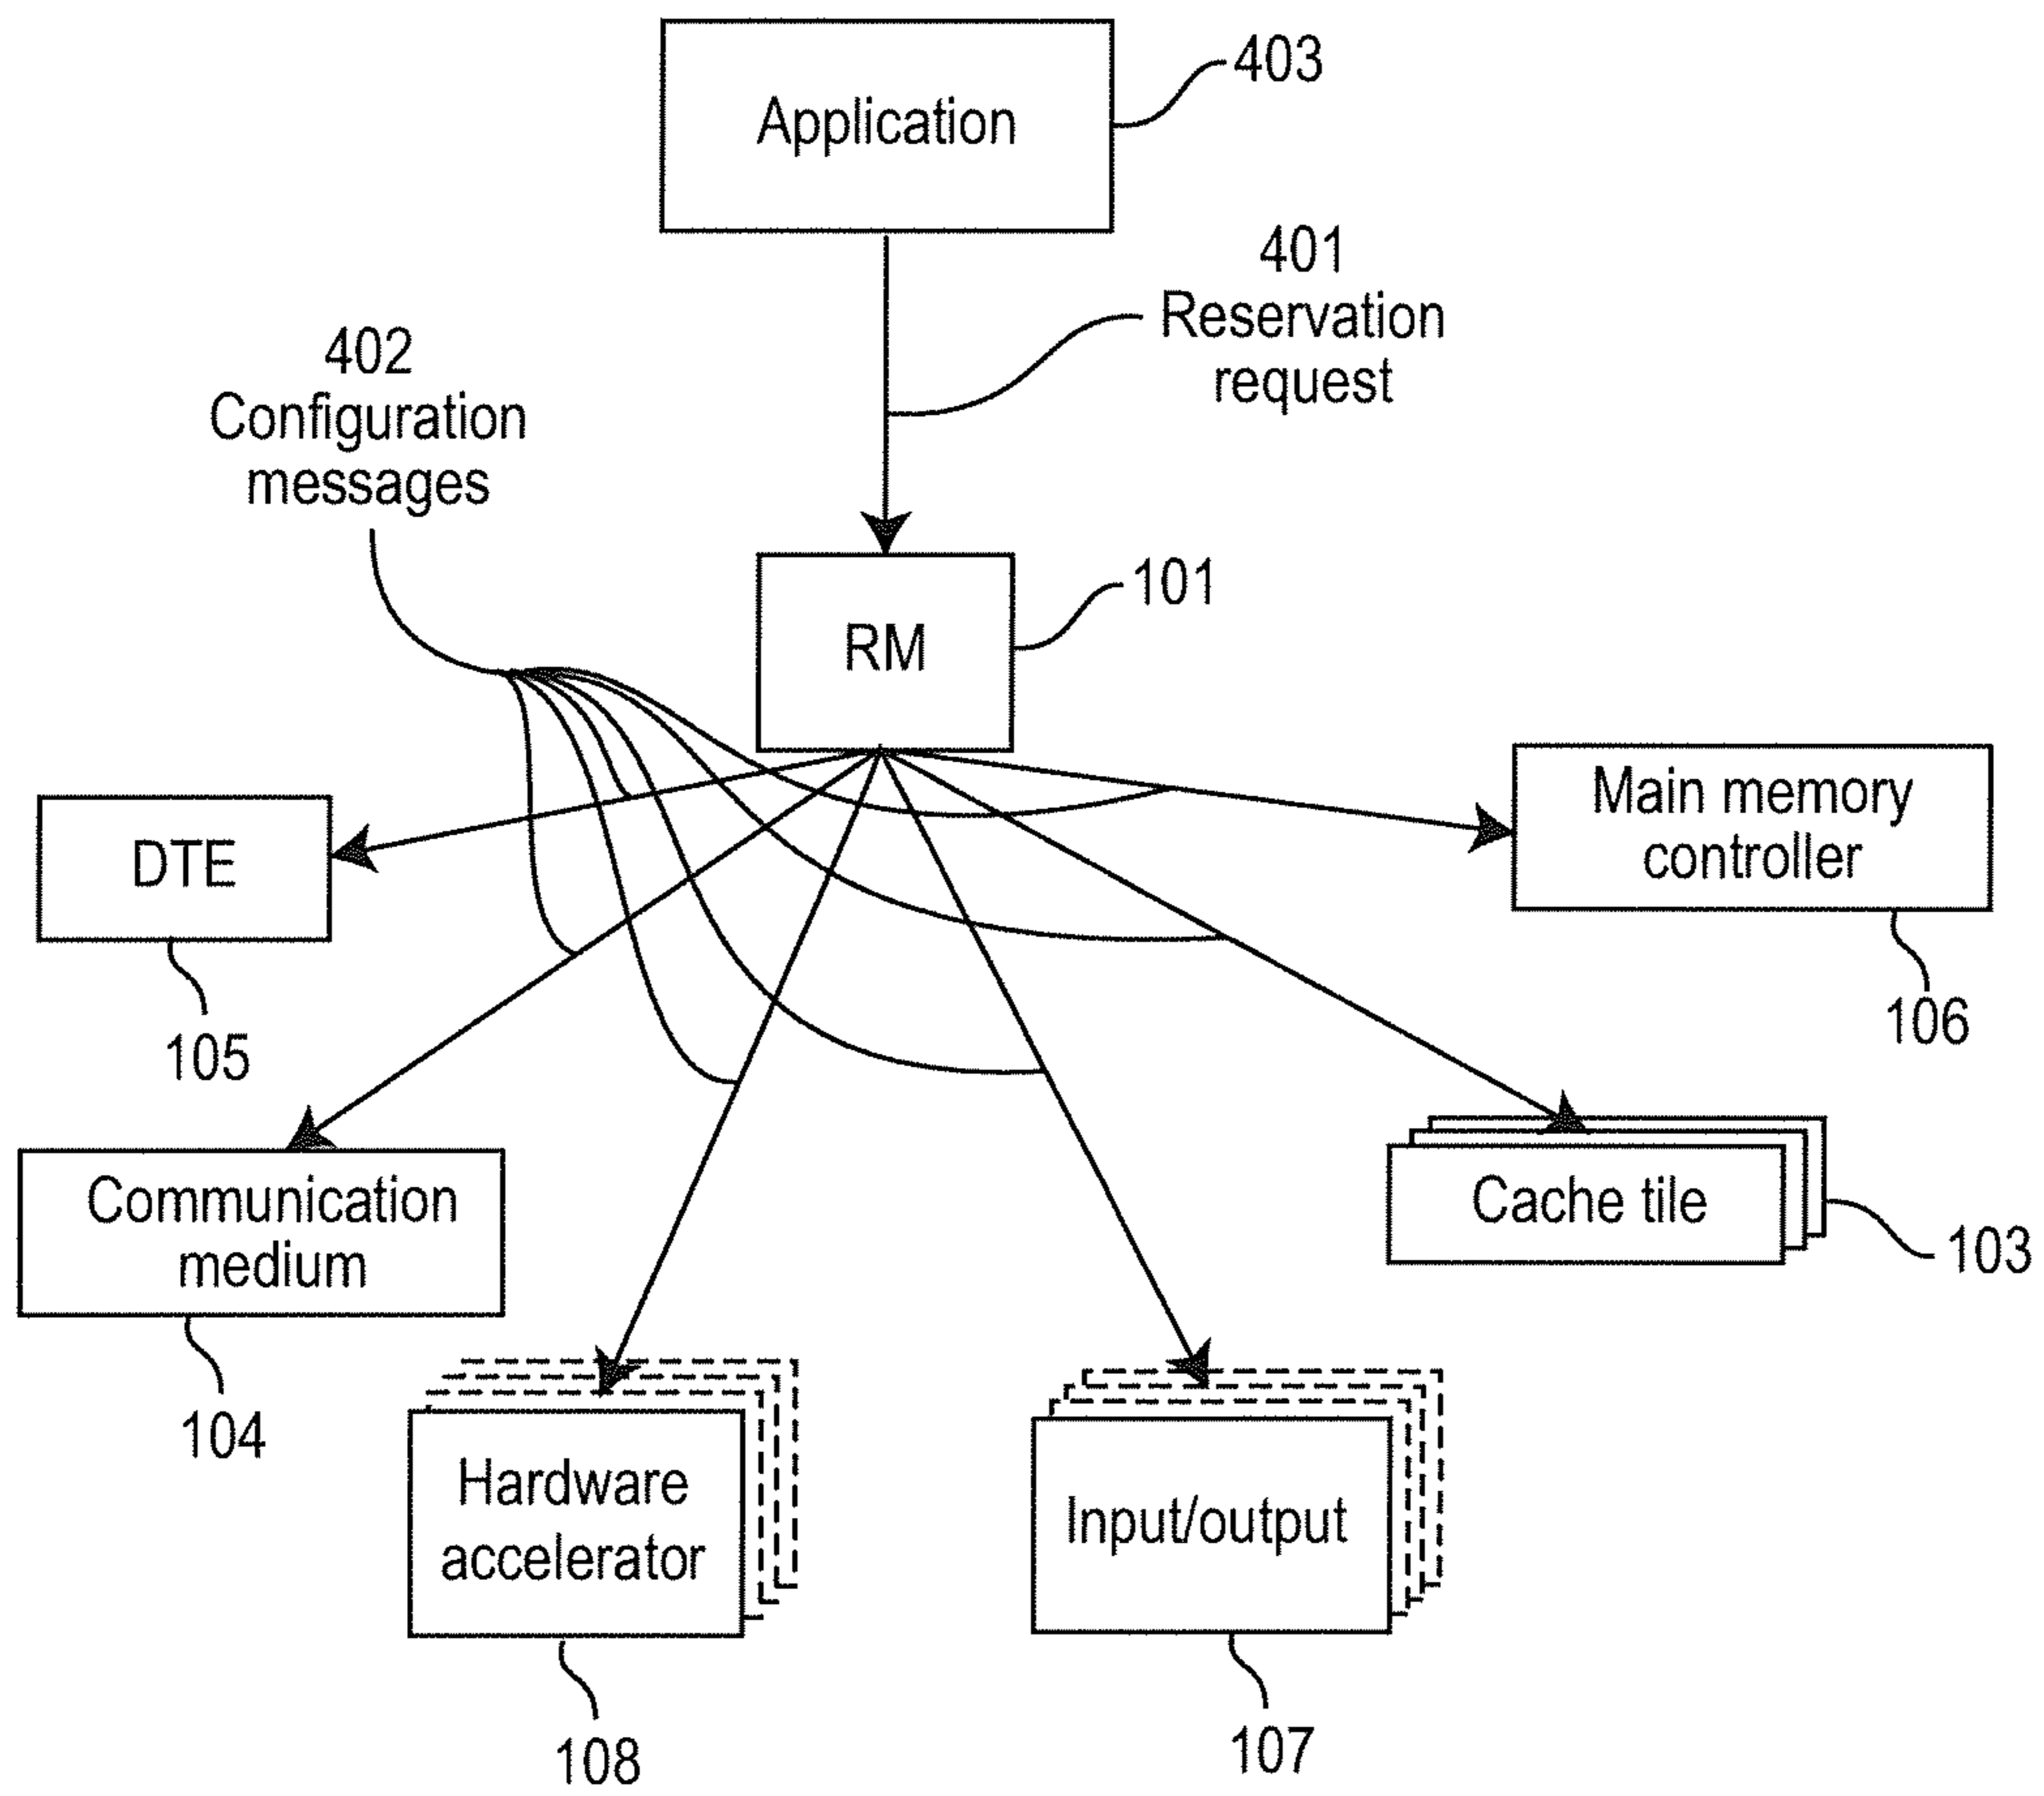 Application
403
401
Reservation
request
402
Configuration
messages
RM
101
DTE
105
Main memory
controller
106
Communication
medium
104
Cache tile
103
Hardware
accelerator
108
Input/output
107